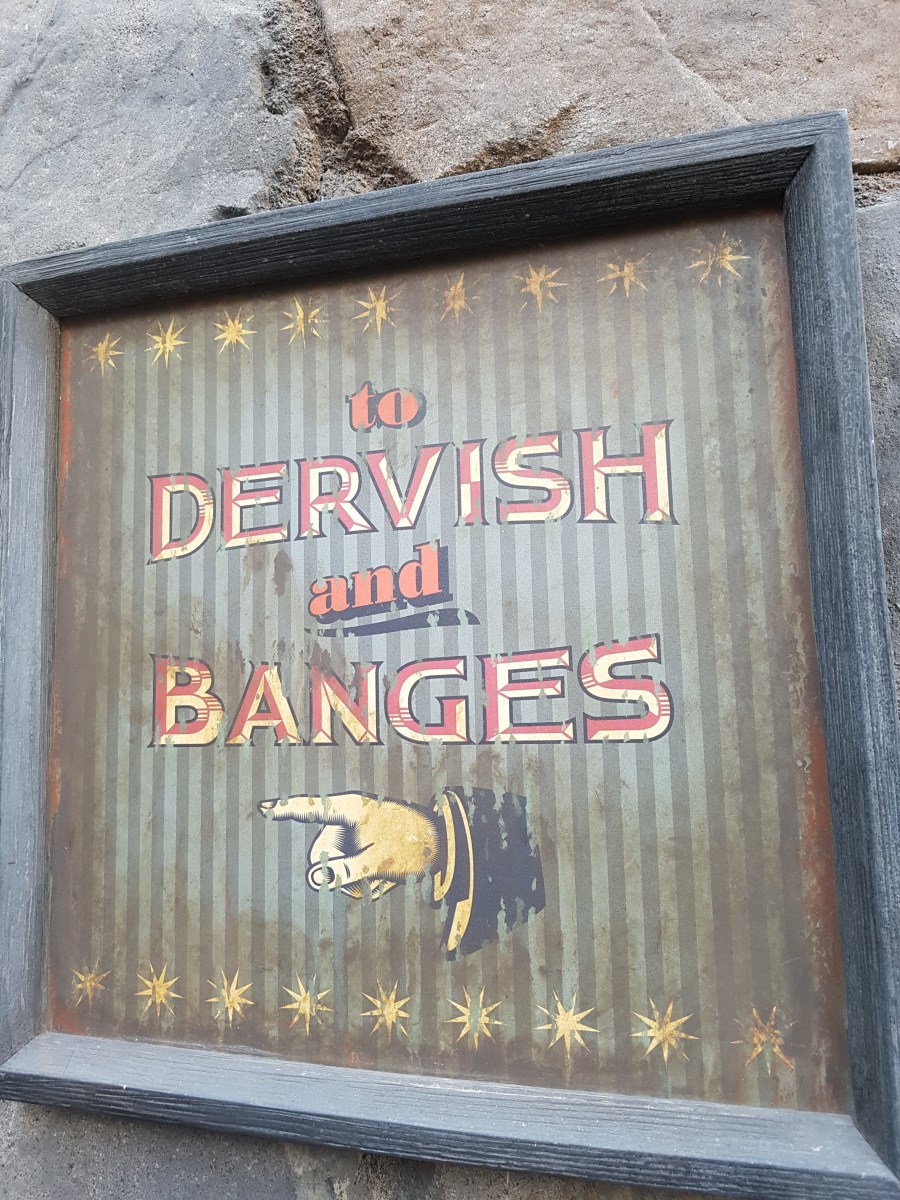 to
DERVISH
and
BANGES